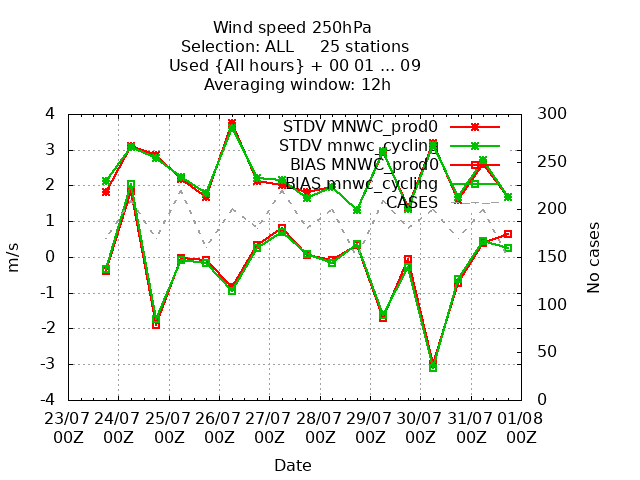 Wind speed 250hPa
Selection: ALL     25 stations
Used {All hours} + 00 01 ... 09
Averaging window: 12h
STDV MNWC_prod0
STDV mnwc_cycling
BIAS MNWC_prod0
BIAS mnwc_cycling
CASES
4
3
2
1
0
-1
-2
-3
-4
m/s
300
250
200
150
100
50
0
No cases
23/07 24/07 25/07 26/07 27/07 28/07 29/07 30/07 31/07 01/08
00Z 00Z 00Z 00Z 00Z 00Z 00Z 00Z 00Z 00Z
Date